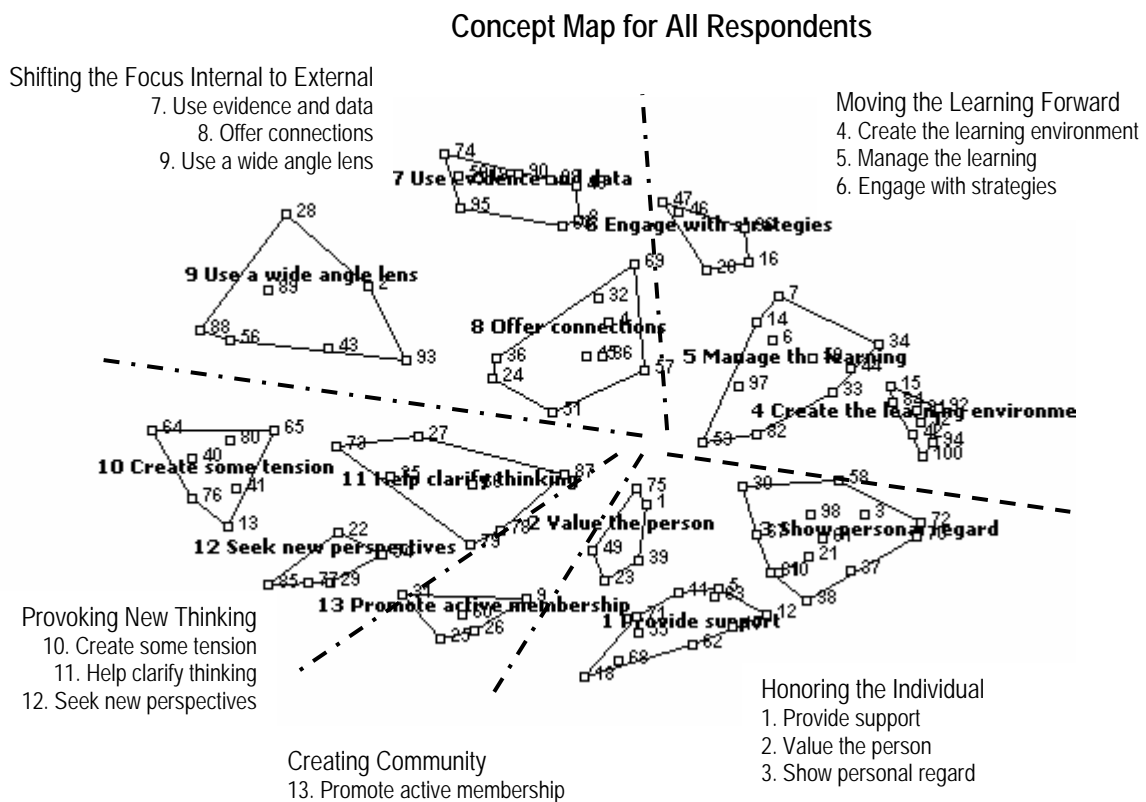 Concept Map for All Respondents
Shifting the Focus Internal to External
7. Use evidence and data
8. Offer connections
9. Use a wide angle lens
Moving the Learning Forward
4. Create the learning environment
5. Manage the learning
6. Engage with strategies
74
90
7 Use evidence and data
95
47
46
6 Engage with strategies
16
20
28
9 Use a wide angle lens
2
89
88
56
43
93
69
32
4
8 Offer connections
36
86
24
57
51
7
14
6
34
5 Manage the learning
44
97
33
15
92
4 Create the learning environme
53
82
94
100
64
65
80
40
10 Create some tension
76
41
13
73
27
87
11 Help clarify thinking
78
79
22
12 Seek new perspectives
85
77
29
75
1
2 Value the person
49
39
23
30
58
98
3
72
3 Show personal regard
21
37
38
31
9
13 Promote active membership
25
26
5
63
12
71
1 Provide support
62
68
18
Provoking New Thinking
10. Create some tension
11. Help clarify thinking
12. Seek new perspectives
Creating Community
13. Promote active membership
Honoring the Individual
1. Provide support
2. Value the person
3. Show personal regard